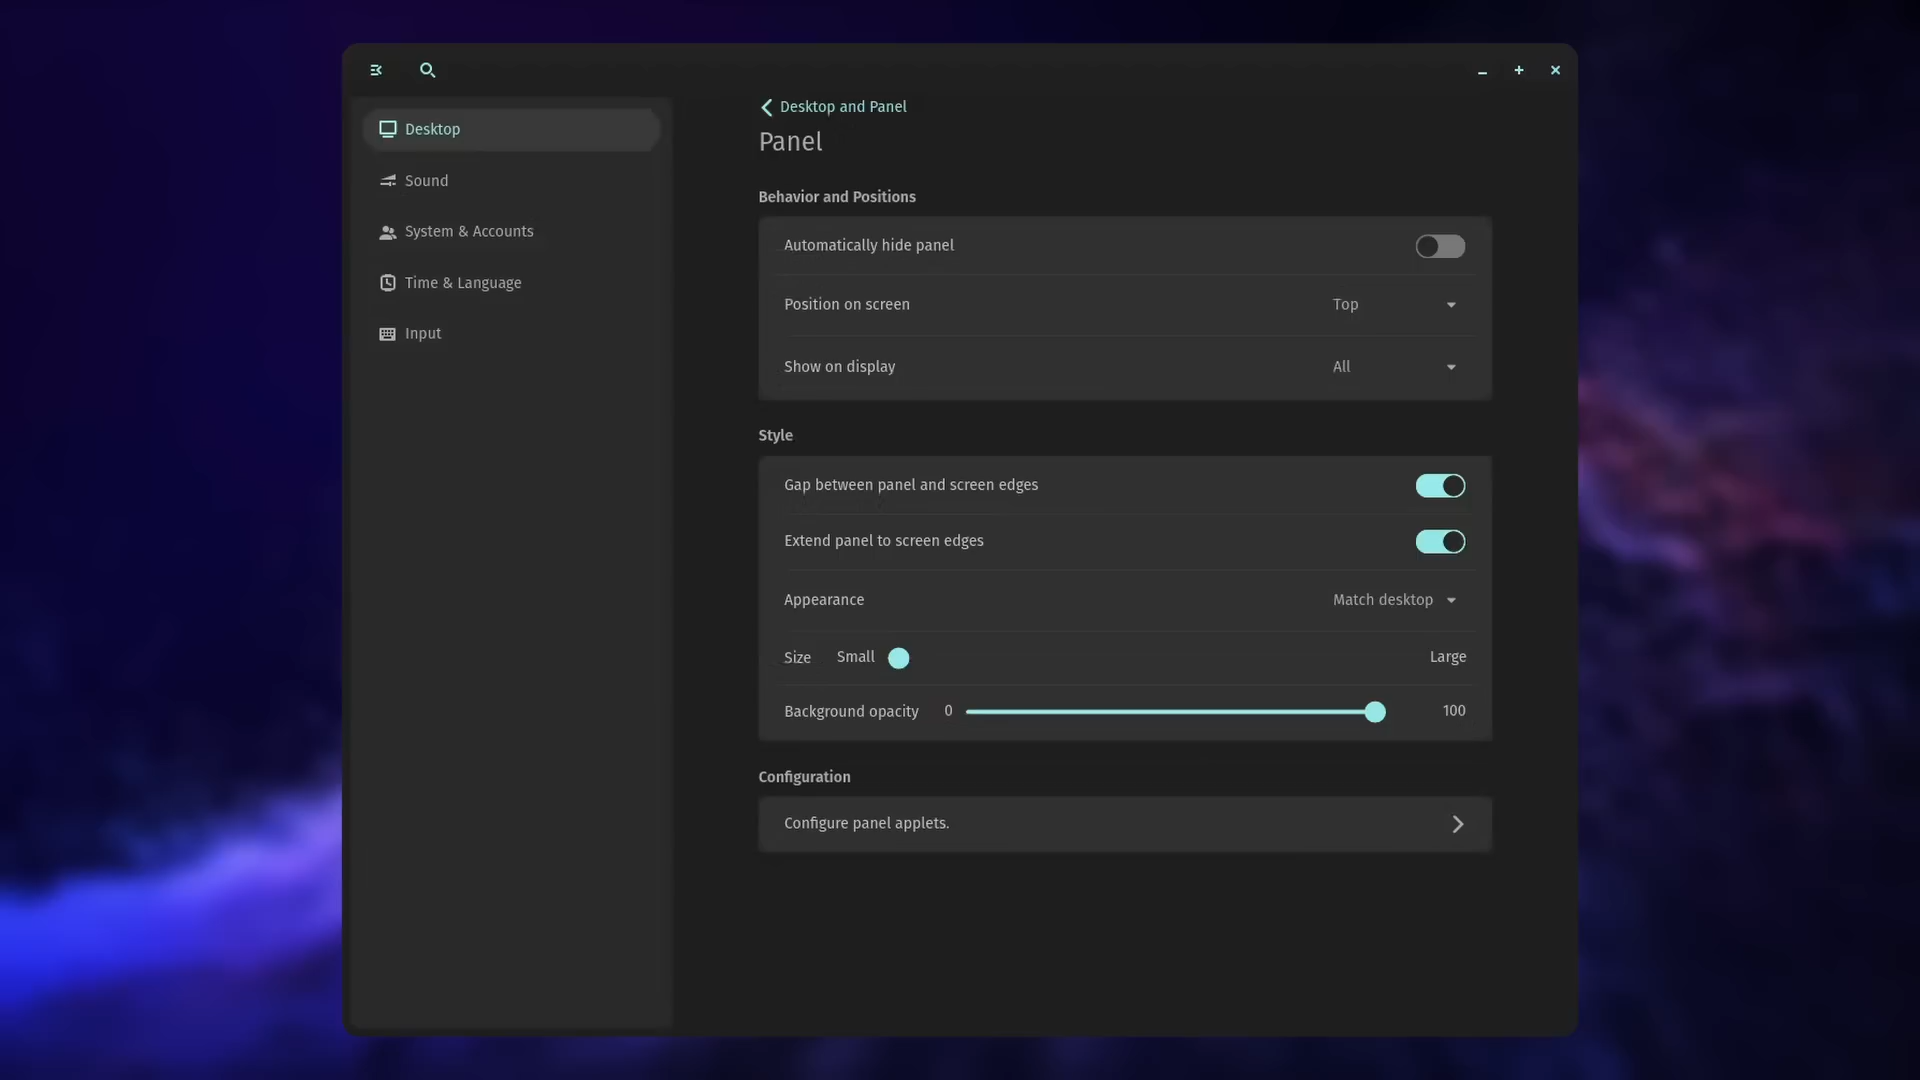 Desktop
Sound
System & Accounts
Time & Language
Input
Desktop and Panel
Panel
Behavior and Positions
Automatically hide panel
Position on screen Top
Show on display All
Style
Gap between panel and screen edges
Extend panel to screen edges
Appearance Match desktop
Size Small Large
Background opacity 0 100
Configuration
Configure panel applets.